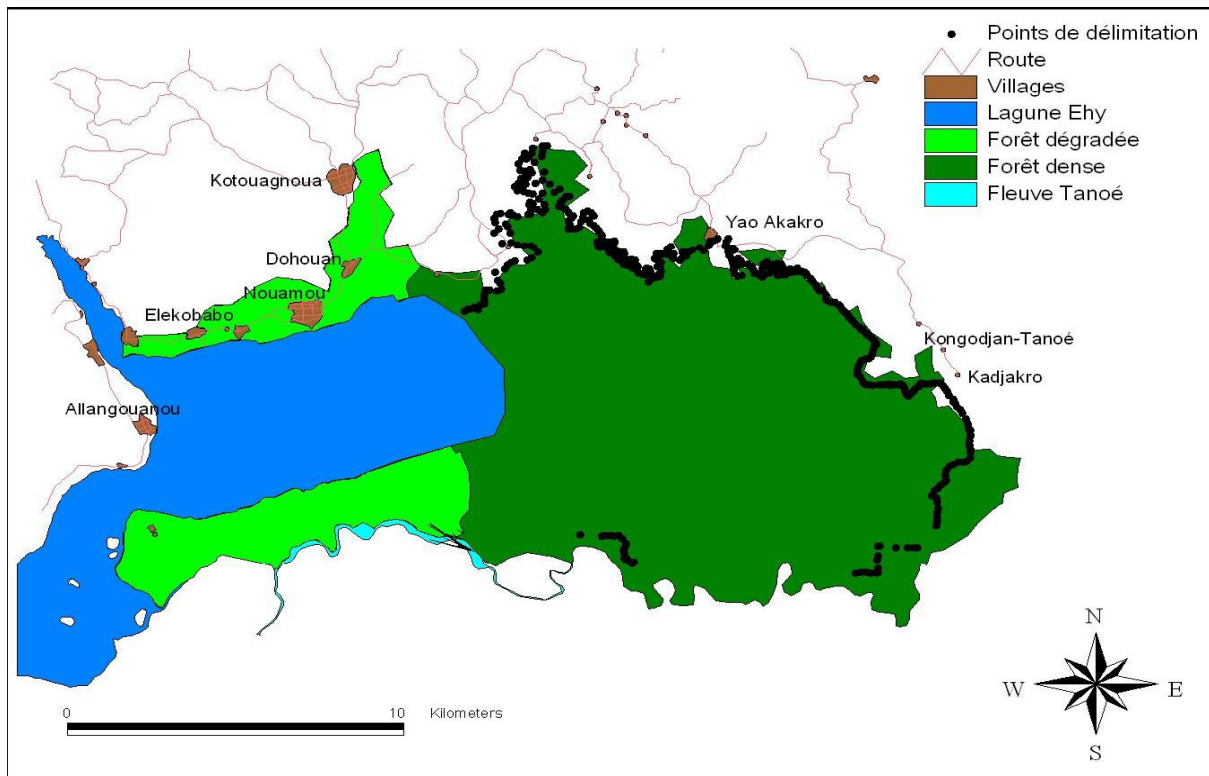 Points de délimitation
Route
Villages
Lagune Ehy
Forêt dégradée
Forêt dense
Fleuve Tanoé
Kotouagnoua
Yao Akakro
Dohouan
Nouamou
Elekobabo
Kongodjan-Tanoé
Kadjakro
Allangouanou
N
W E
S
0 10 Kilometers